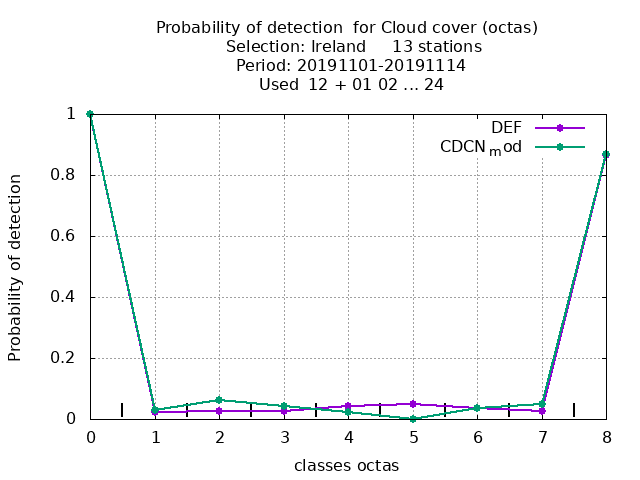 Probability of detection  for Cloud cover (octas)
Selection: Ireland     13 stations
Period: 20191101-20191114
Used  12 + 01 02 ... 24
DEF
CDCNmod
1
0.8
0.6
0.4
0.2
0
Probability of detection
0 1 2 3 4 5 6 7 8
classes octas